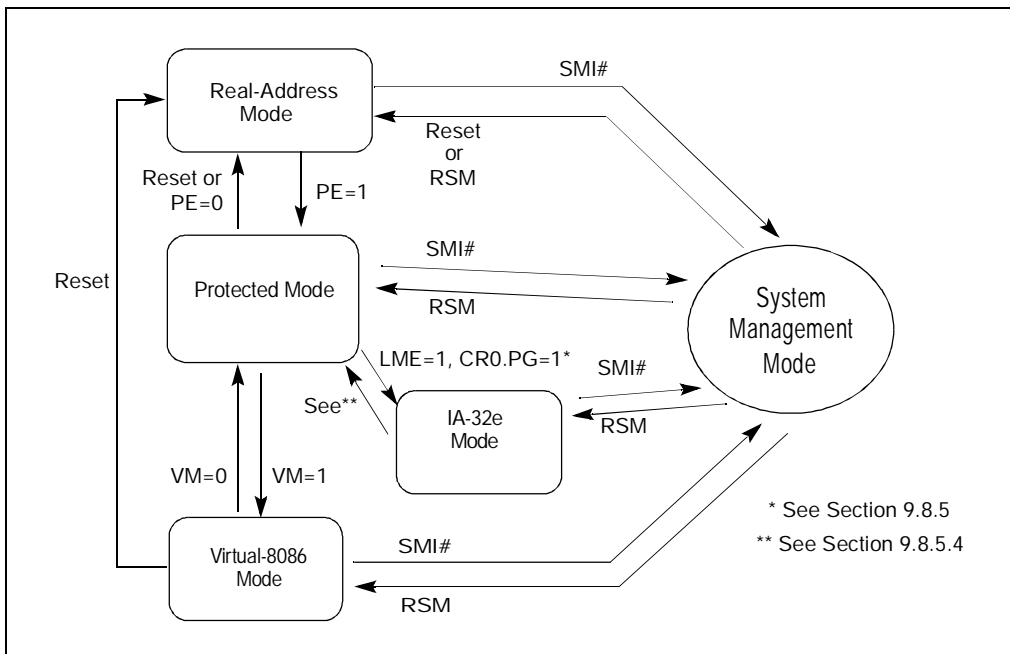 SMI#
Real-Address
Mode
Reset
or
RSM
Reset or
PE=0
PE=1
SMI#
Reset
Protected Mode
RSM
System
Management
Mode
LME=1, CR0.PG=1*
SMI#
See**
IA-32e
Mode
RSM
VM=0
VM=1
* See Section 9.8.5
** See Section 9.8.5.4
Virtual-8086
Mode
SMI#
RSM